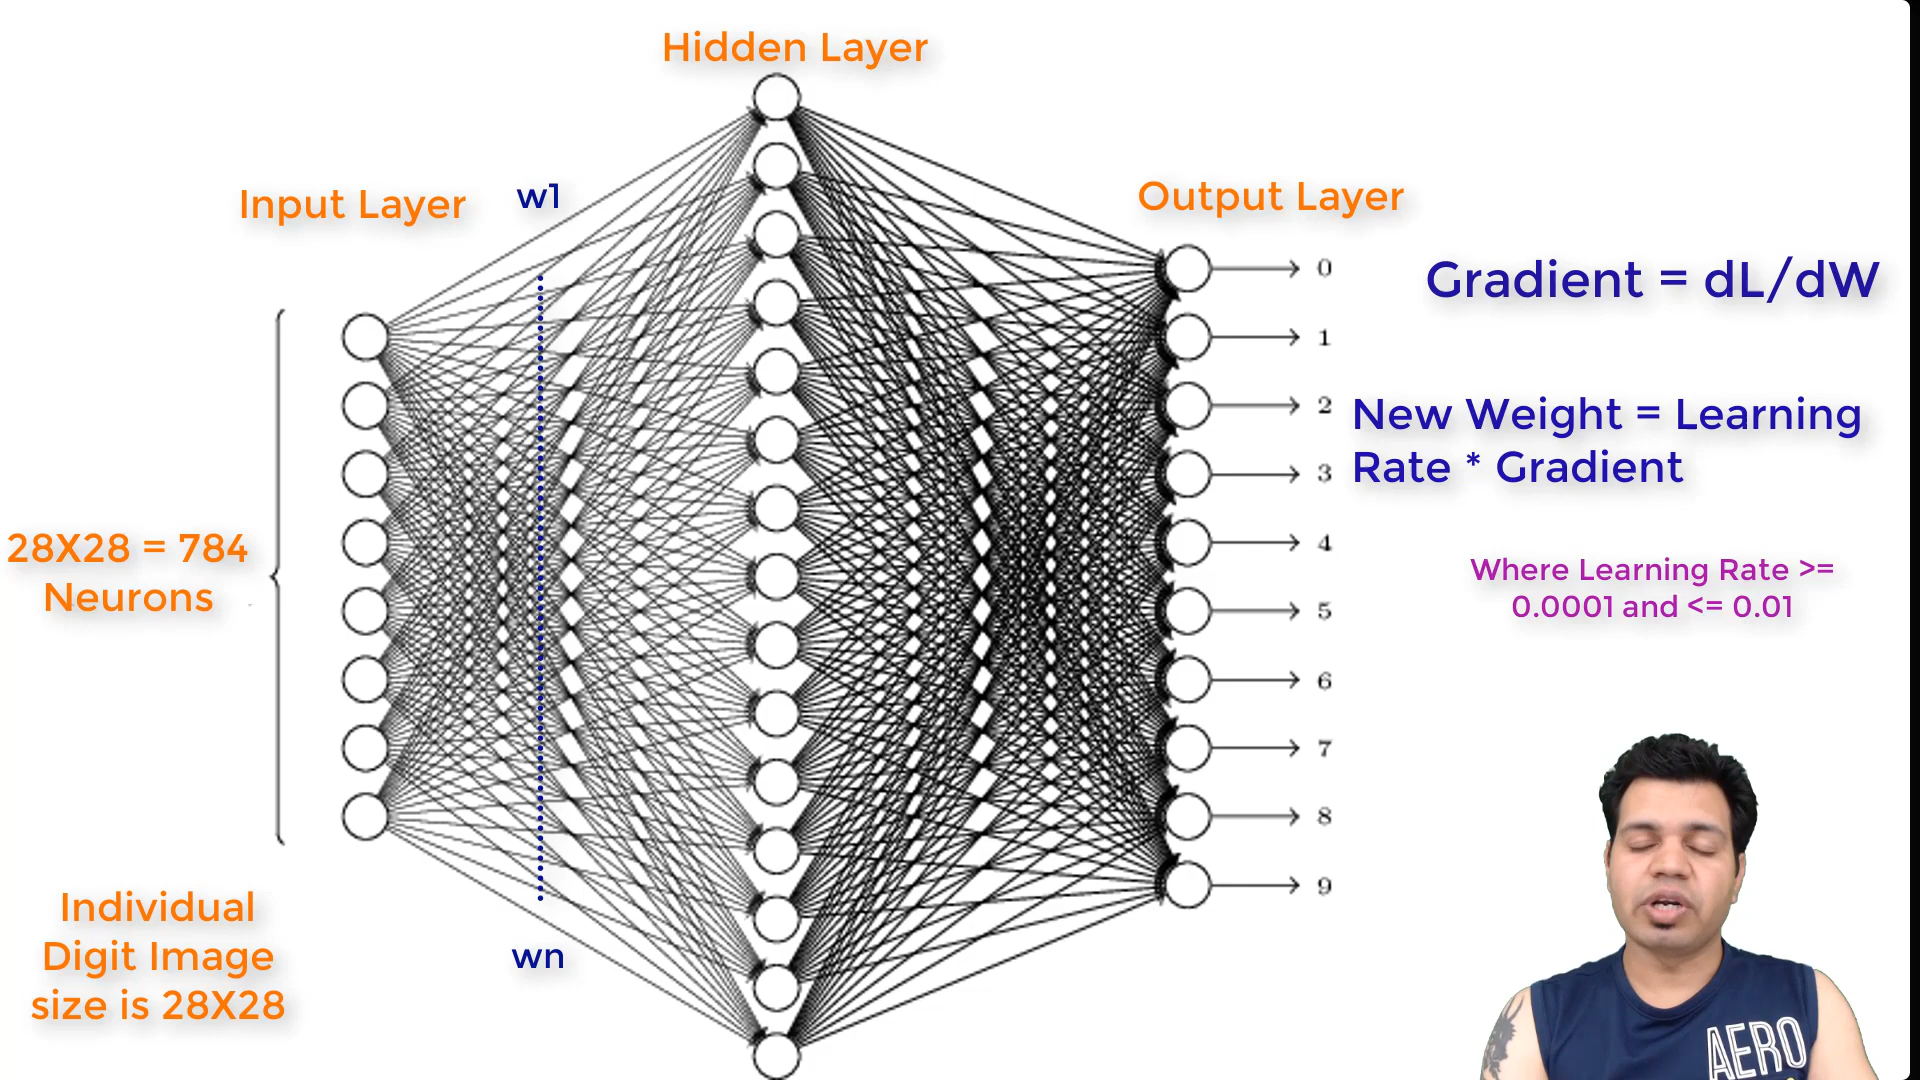 Hidden Layer
Input Layer
w1
Output Layer
0
1
2
3
4
5
6
7
8
9
Gradient = dL/dW
New Weight = Learning
Rate * Gradient
Where Learning Rate >=
0.0001 and <= 0.01
28X28 = 784
Neurons
Individual
Digit Image
size is 28X28
wn
AERO